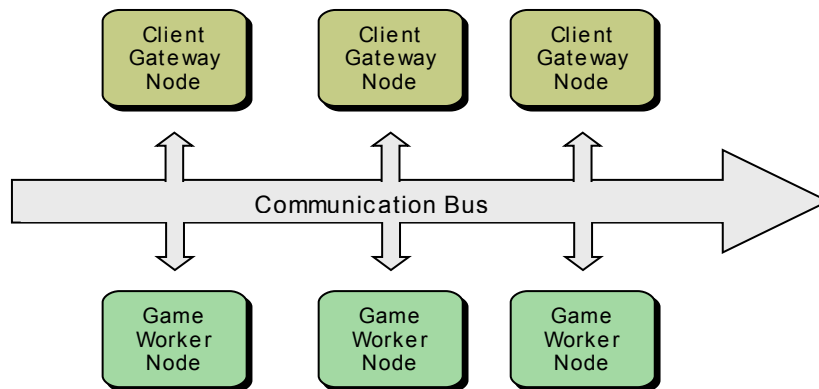 Client
Gateway
Node
Client
Gateway
Node
Client
Gateway
Node
Communication Bus
Game
Worker
Node
Game
Worker
Node
Game
Worker
Node